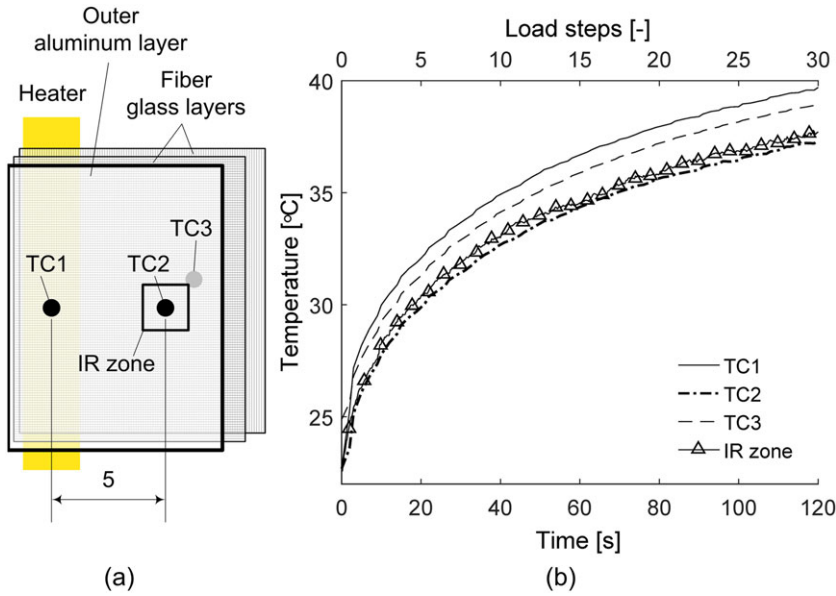 Outer
aluminum layer
Fiber
glass layers
Heater
TC3
TC1
TC2
IR zone
5
(a)
Load steps [-]
0 5 10 15 20 25 30
40
35
30
25
Temperature [°C]
TC1
TC2
TC3
IR zone
0 20 40 60 80 100 120
Time [s]
(b)